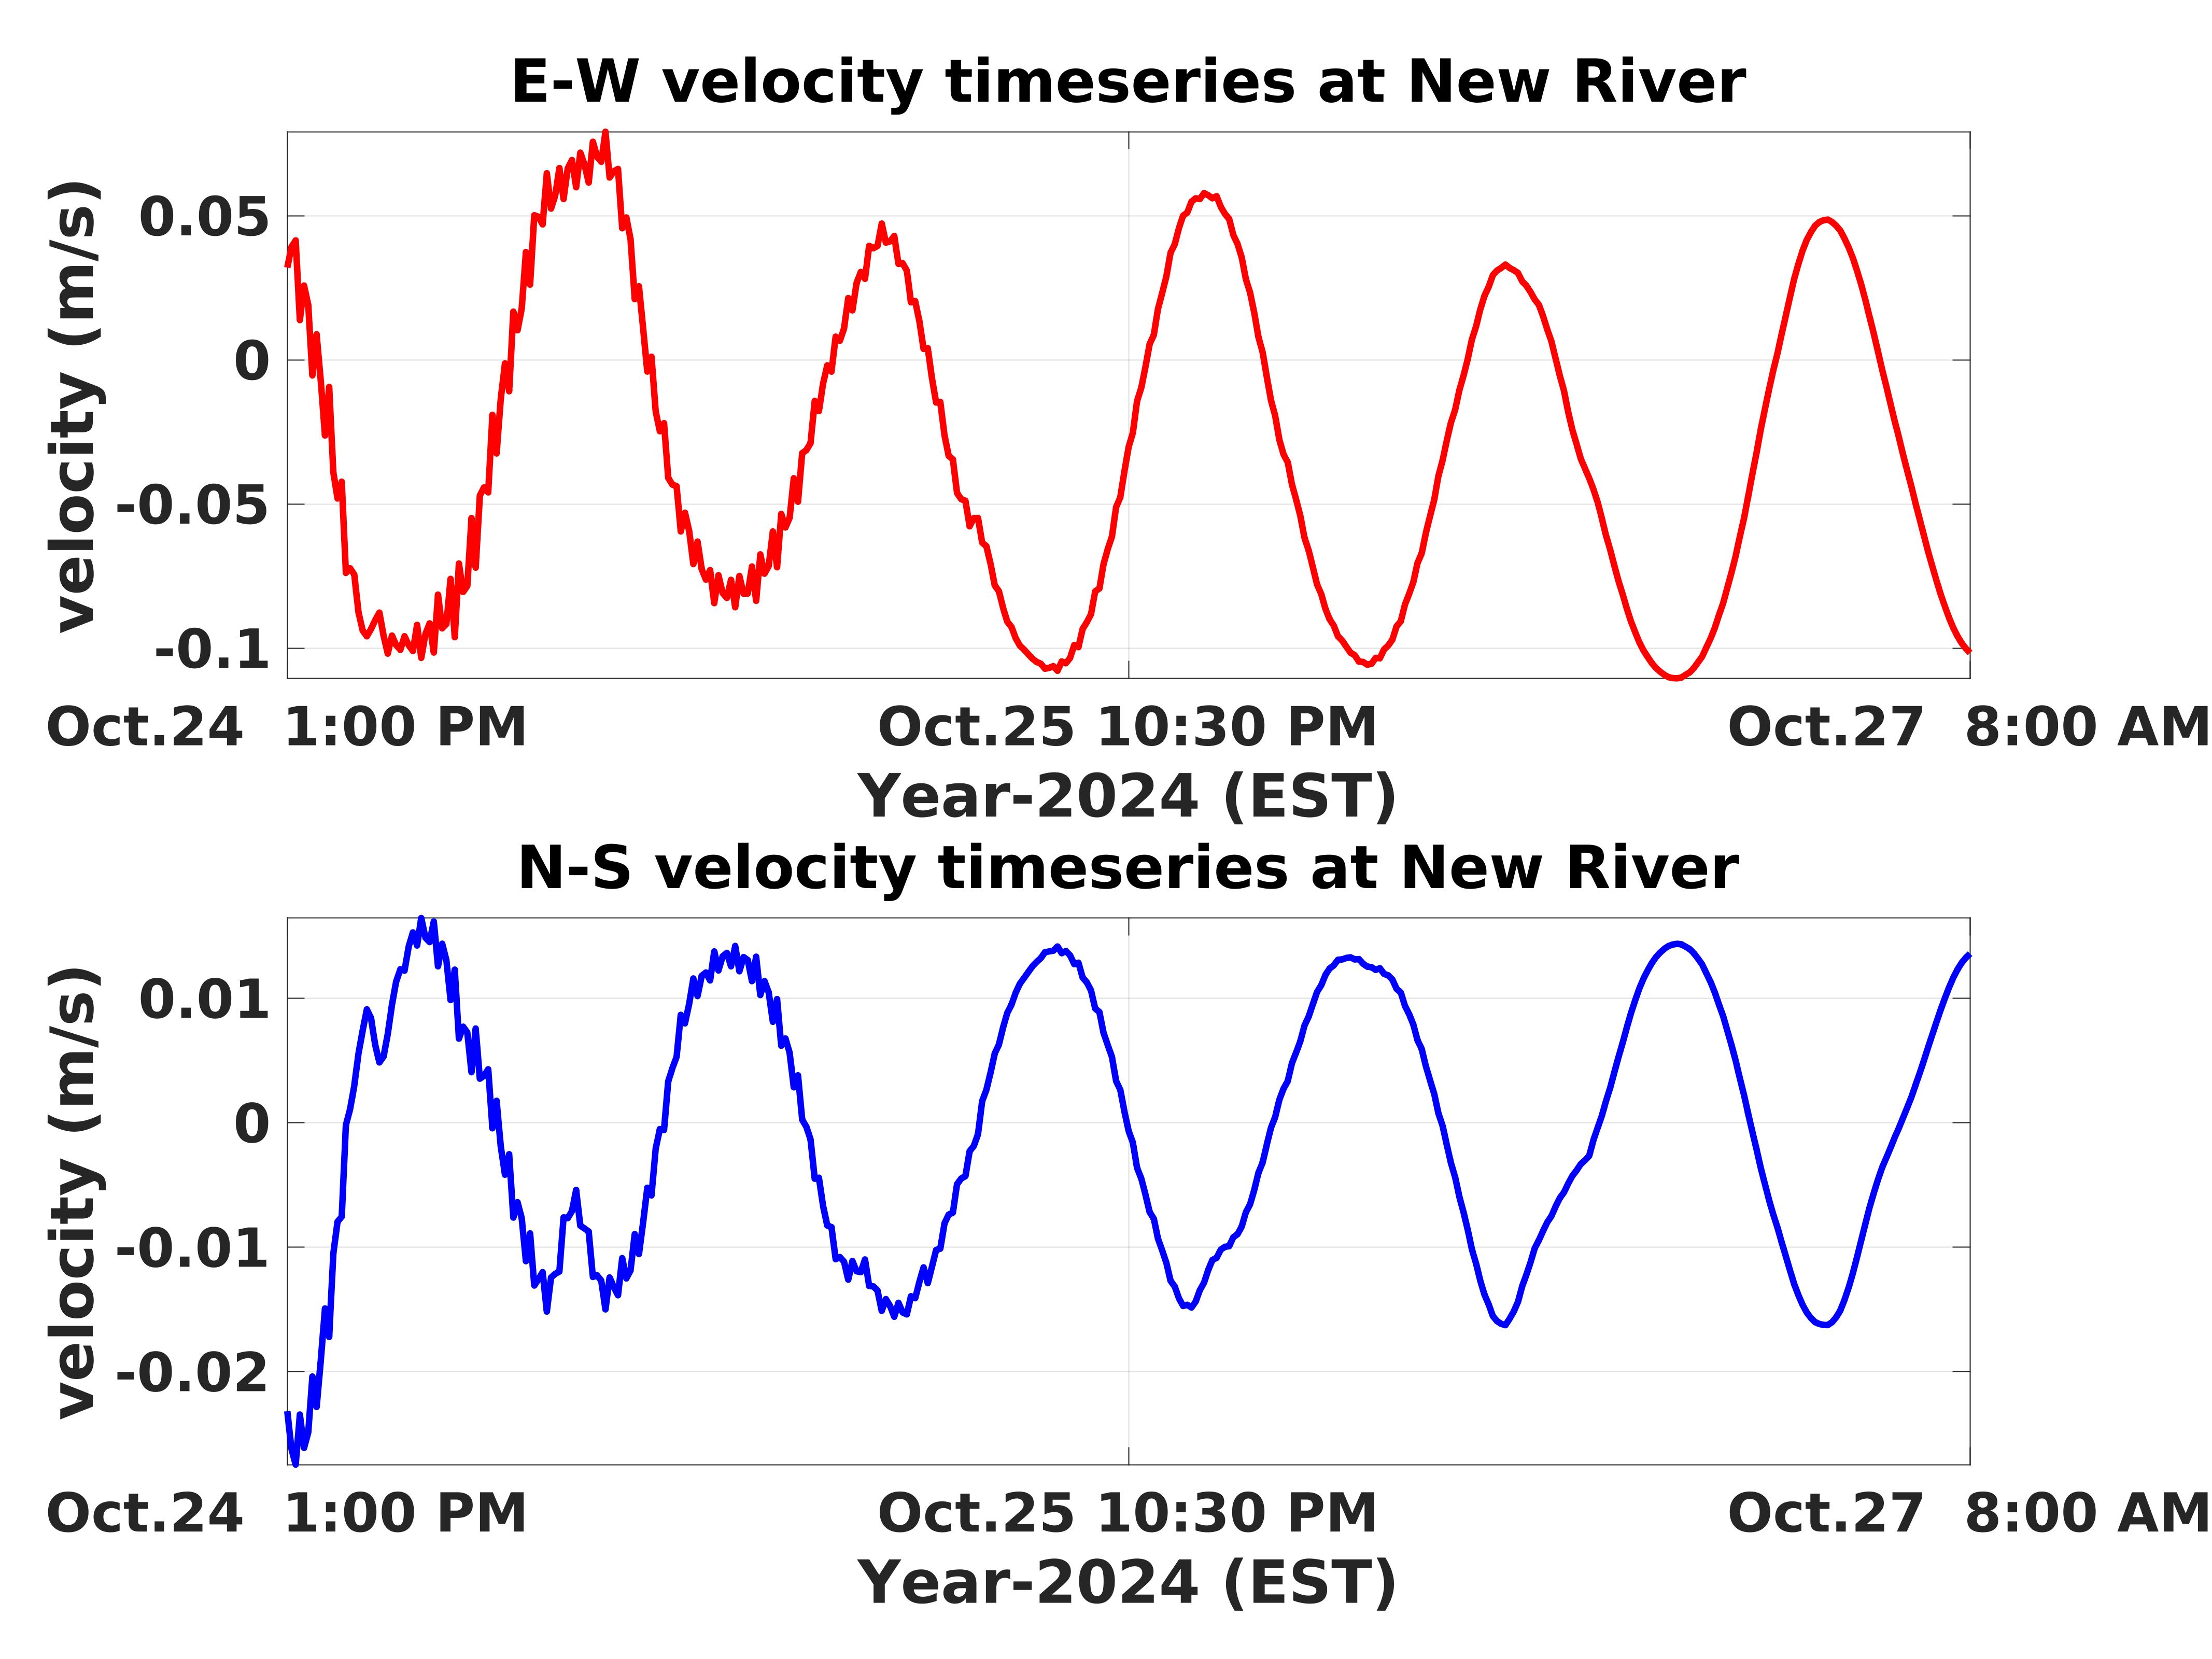 E-W velocity timeseries at New River
velocity (m/s)
0.05
0
-0.05
-0.1
Oct.24 1:00 PM Oct.25 10:30 PM Oct.27 8:00 AM
Year-2024 (EST)
N-S velocity timeseries at New River
velocity (m/s)
0.01
0
-0.01
-0.02
Oct.24 1:00 PM Oct.25 10:30 PM Oct.27 8:00 AM
Year-2024 (EST)